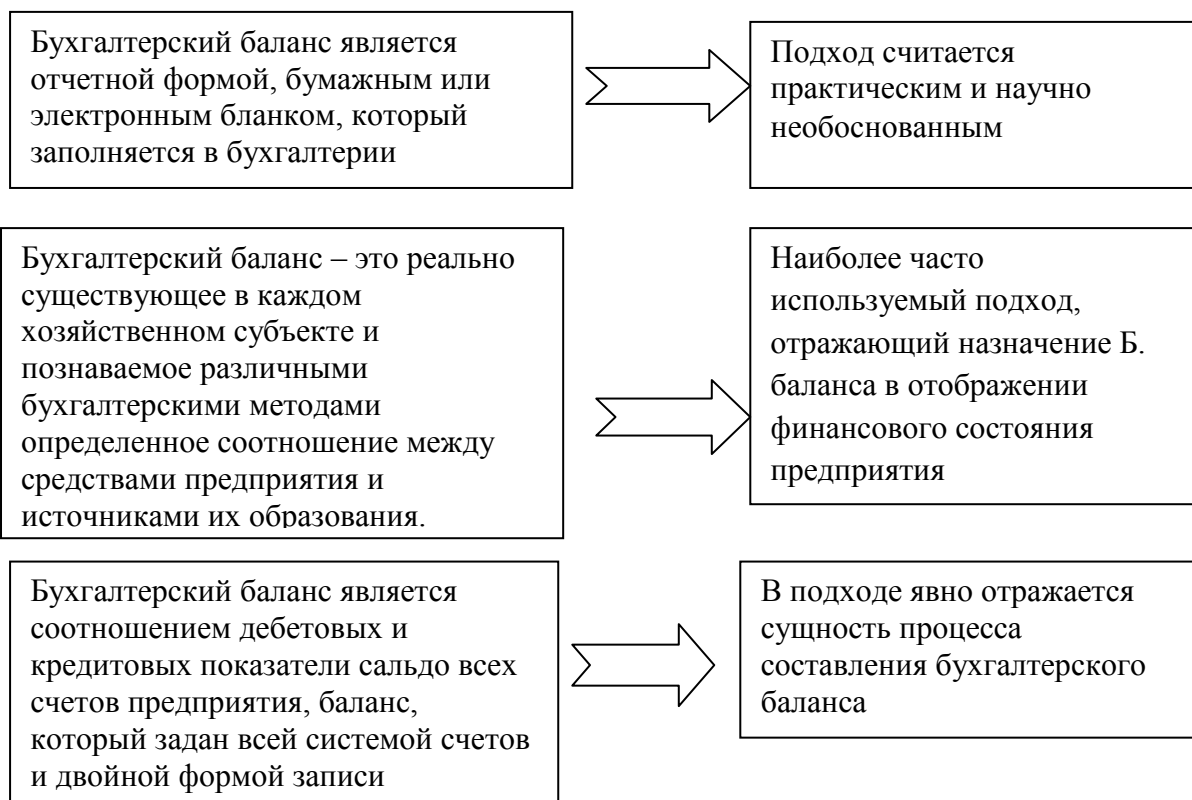 Бухгалтерский баланс является
отчетной формой, бумажным или
электронным бланком, который
заполняется в бухгалтерии
Подход считается
практическим и научно
необоснованным
Бухгалтерский баланс – это реально
существующее в каждом
хозяйственном субъекте и
познаваемое различными
бухгалтерскими методами
определенное соотношение между
средствами предприятия и
источниками их образования.
Наиболее часто
используемый подход,
отражающий назначение Б.
баланса в отображении
финансового состояния
предприятия
Бухгалтерский баланс является
соотношением дебетовых и
кредитовых показатели сальдо всех
счетов предприятия, баланс,
который задан всей системой счетов
и двойной формой записи
В подходе явно отражается
сущность процесса
составления бухгалтерского
баланса